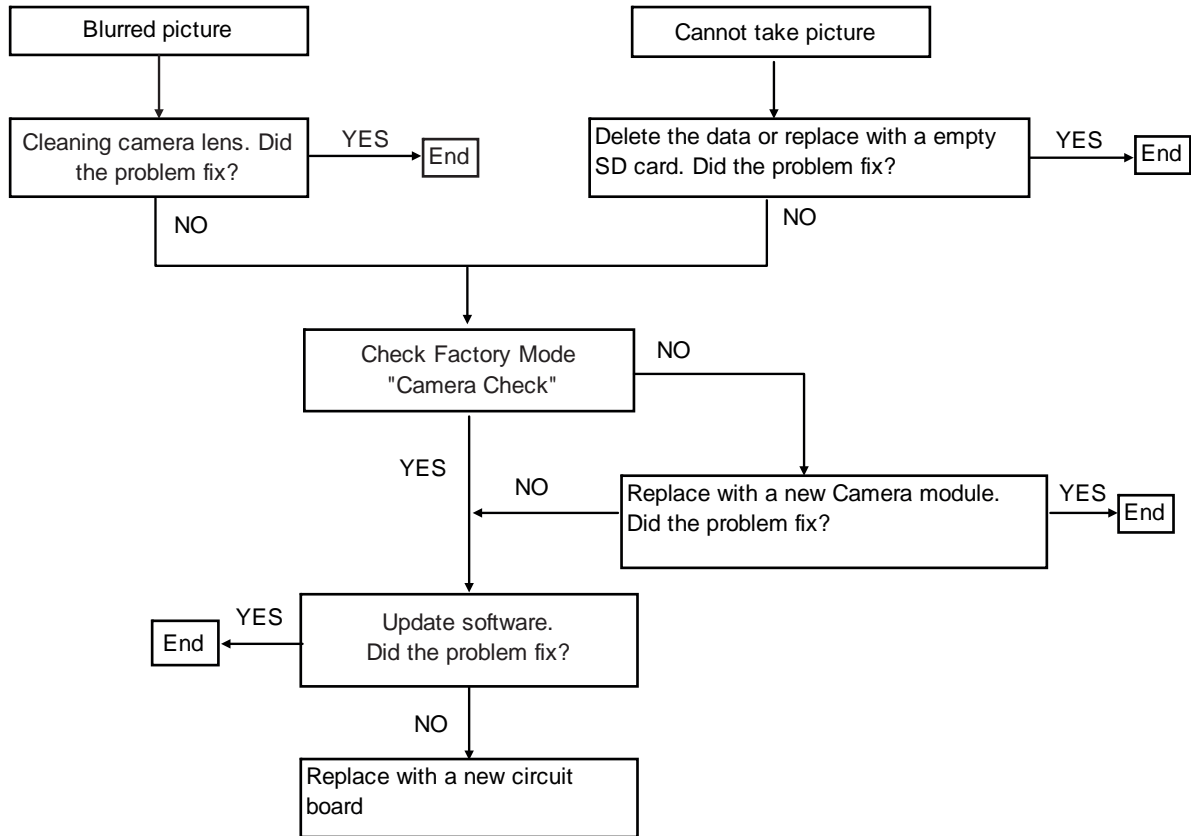 Blurred picture
Cannot take picture
Cleaning camera lens. Did
the problem fix?
YES
End
Delete the data or replace with a empty
SD card. Did the problem fix?
YES
End
NO
NO
Check Factory Mode
"Camera Check"
NO
YES
NO
Replace with a new Camera module.
Did the problem fix?
YES
End
Update software.
Did the problem fix?
YES
End
NO
Replace with a new circuit
board